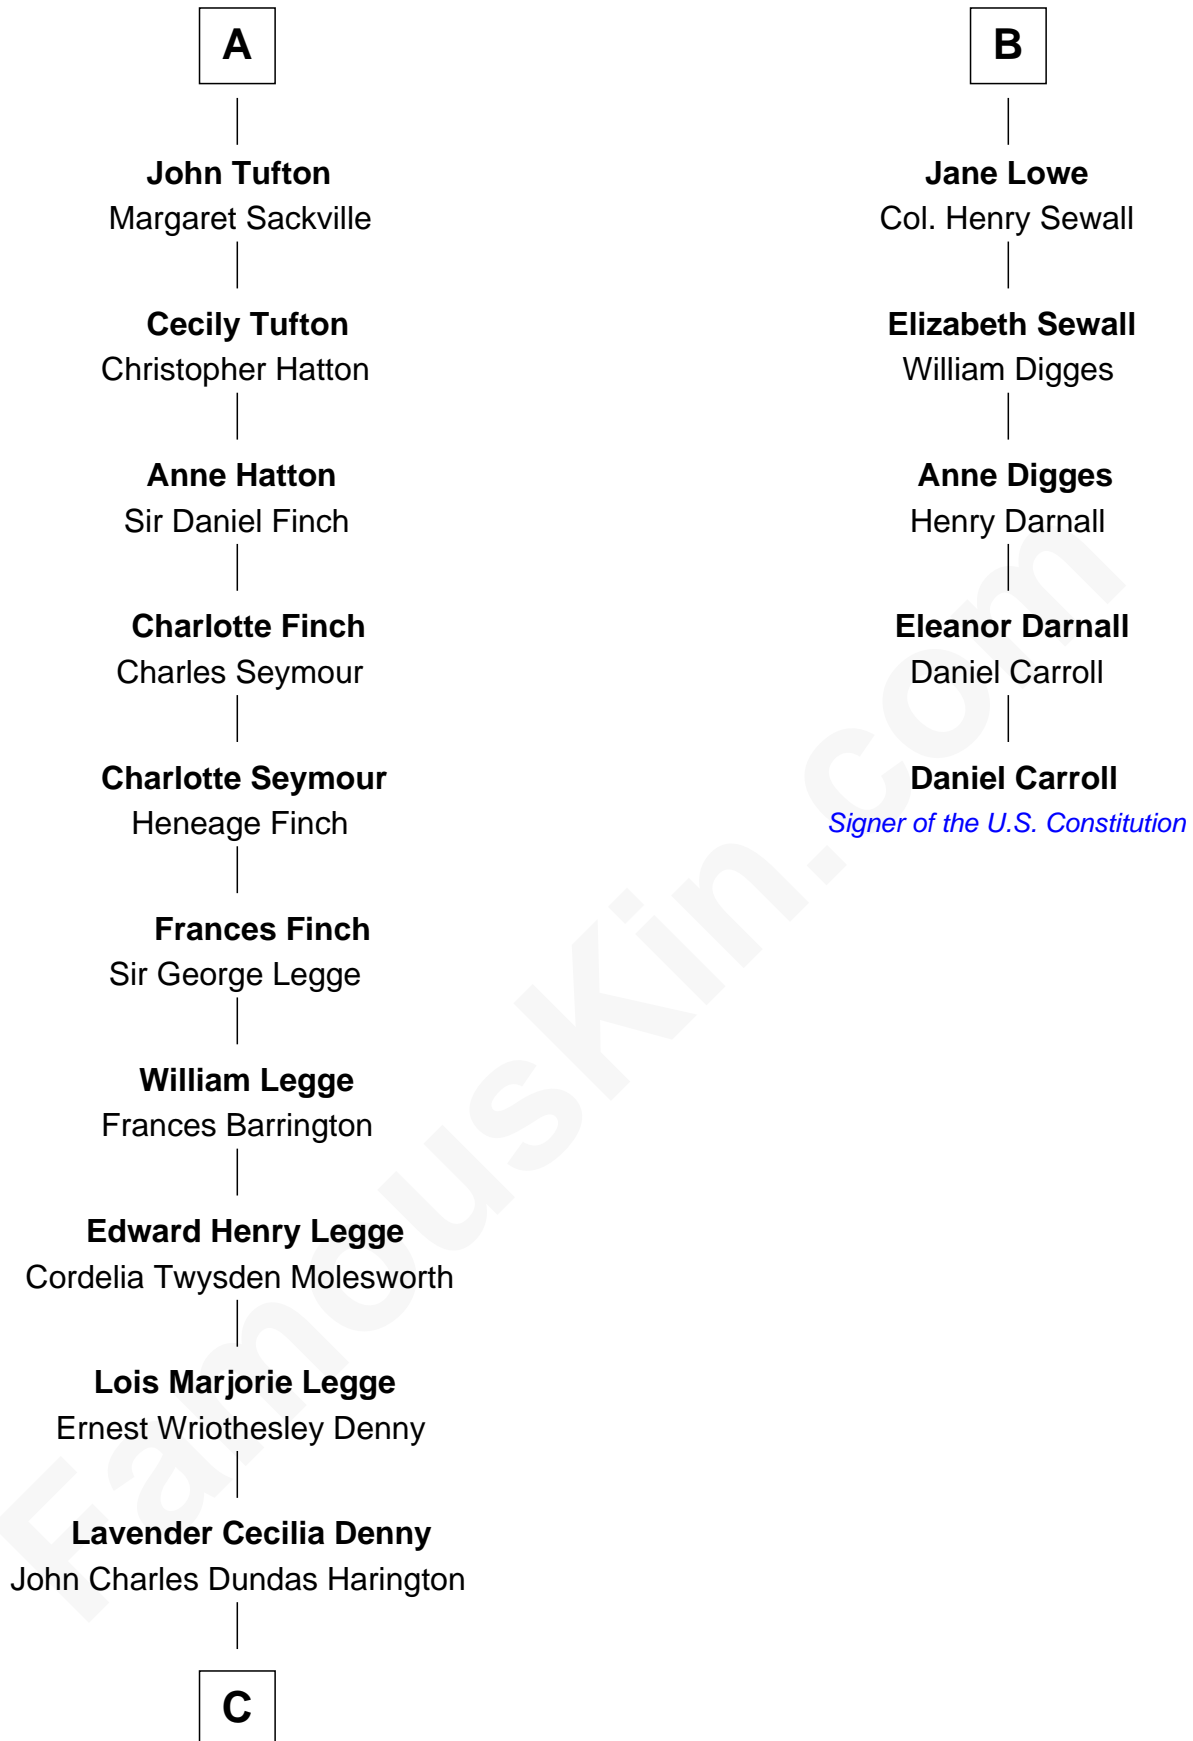 A
John Tufton
Margaret Sackville
Cecily Tufton
Christopher Hatton
Anne Hatton
Sir Daniel Finch
Charlotte Finch
Charles Seymour
Charlotte Seymour
Heneage Finch
Frances Finch
Sir George Legge
William Legge
Frances Barrington
Edward Henry Legge
Cordelia Twysden Molesworth
Lois Marjorie Legge
Ernest Wriothesley Denny
Lavender Cecilia Denny
John Charles Dundas Harington
C
B
Jane Lowe
Col. Henry Sewall
Elizabeth Sewall
William Digges
Anne Digges
Henry Darnall
Eleanor Darnall
Daniel Carroll
Daniel Carroll
Signer of the U.S. Constitution
FamousKin.com